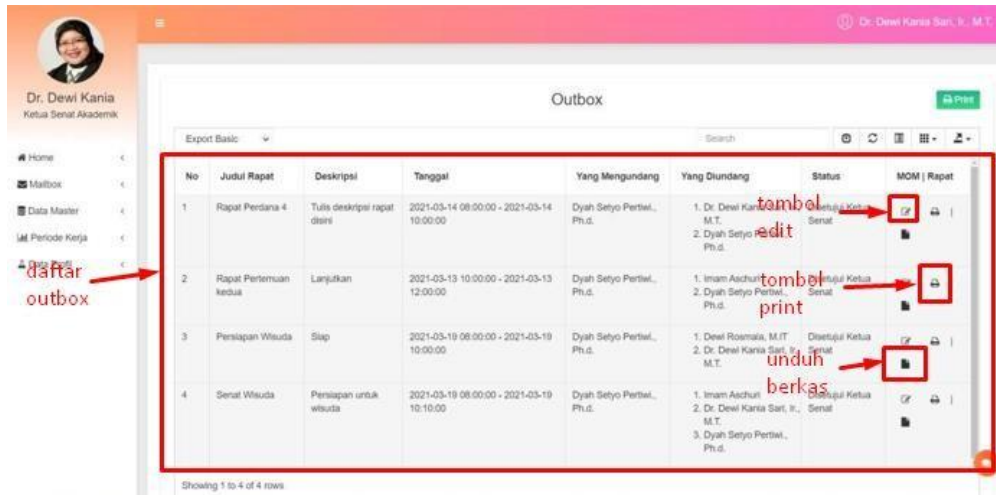 Dr. Dewi Kania Sari, Ir., M.T.
Dr. Dewi Kania
Ketua Senat Akademik
Home
Mailbox
Data Master
Periode Kerja
Data Profil
daftar
outbox
Outbox
Print
Export Basic
Search
No Judul Rapat Deskripsi Tanggal Yang Mengundang Yang Diundang Status MOM | Rapat
1 Rapat Perdana 4 Tulis deskripsi rapat 2021-03-14 08:00:00 - 2021-03-14 Dyah Setyo Pertiwi., 1. Dr. Dewi Kania Sari, Ir., Disetujui Ketua
disini 10:00:00 Ph.d. M.T. Senat
2. Dyah Setyo Pertiwi.,
Ph.d.
tombol
edit
2 Rapat Pertemuan Lanjutkan 2021-03-13 10:00:00 - 2021-03-13 Dyah Setyo Pertiwi., 1. Imam Aschuri Disetujui Ketua
kedua 12:00:00 Ph.d. 2. Dyah Setyo Pertiwi., Senat
Ph.d.
tombol
print
3 Persiapan Wisuda Siap 2021-03-19 08:00:00 - 2021-03-19 Dyah Setyo Pertiwi., 1. Dewi Rosmala, M.IT Disetujui Ketua
10:00:00 Ph.d. 2. Dr. Dewi Kania Sari, Ir., Senat
M.T.
unduh
berkas
4 Senat Wisuda Persiapan untuk 2021-03-19 08:00:00 - 2021-03-19 Dyah Setyo Pertiwi., 1. Imam Aschuri Disetujui Ketua
wisuda 10:10:00 Ph.d. 2. Dr. Dewi Kania Sari, Ir., Senat
M.T.
3. Dyah Setyo Pertiwi.,
Ph.d.
Showing 1 to 4 of 4 rows